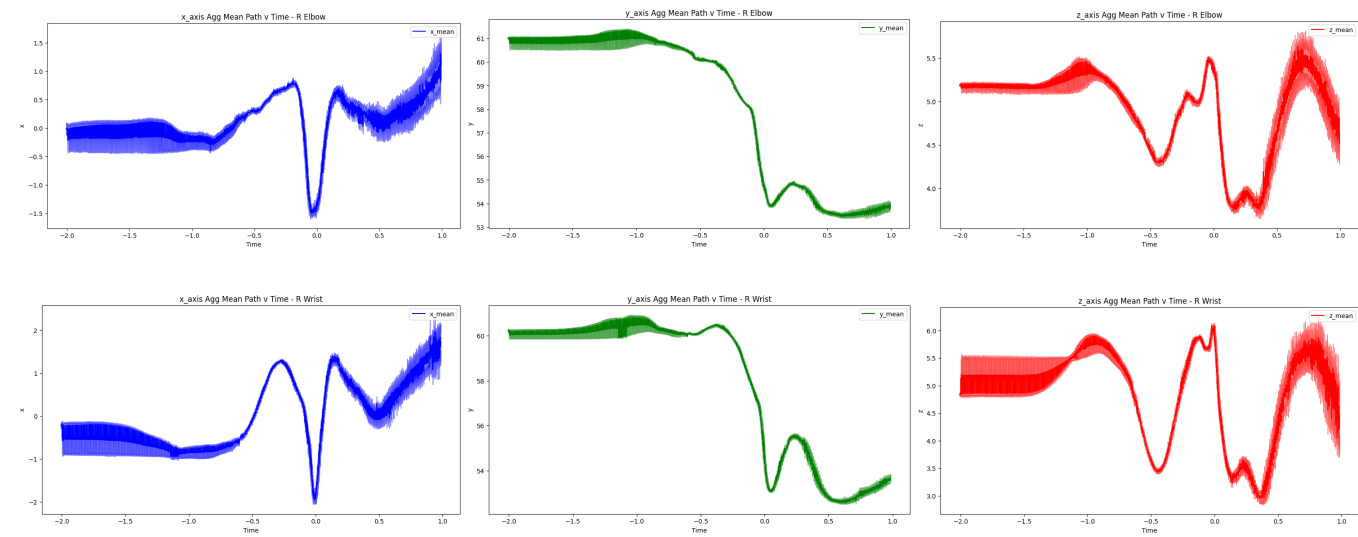 x_axis Agg Mean Path v Time - R Elbow
x_mean
x
1.5
1.0
0.5
0.0
−0.5
−1.0
−1.5
−2.0 −1.5 −1.0 −0.5 0.0 0.5 1.0
Time
y_axis Agg Mean Path v Time - R Elbow
y_mean
y
61
60
59
58
57
56
55
54
53
−2.0 −1.5 −1.0 −0.5 0.0 0.5 1.0
Time
z_axis Agg Mean Path v Time - R Elbow
z_mean
z
5.5
5.0
4.5
4.0
−2.0 −1.5 −1.0 −0.5 0.0 0.5 1.0
Time
x_axis Agg Mean Path v Time - R Wrist
x_mean
x
2
1
0
−1
−2
−2.0 −1.5 −1.0 −0.5 0.0 0.5 1.0
Time
y_axis Agg Mean Path v Time - R Wrist
y_mean
y
60
58
56
54
−2.0 −1.5 −1.0 −0.5 0.0 0.5 1.0
Time
z_axis Agg Mean Path v Time - R Wrist
z_mean
z
6.0
5.5
5.0
4.5
4.0
3.5
3.0
−2.0 −1.5 −1.0 −0.5 0.0 0.5 1.0
Time